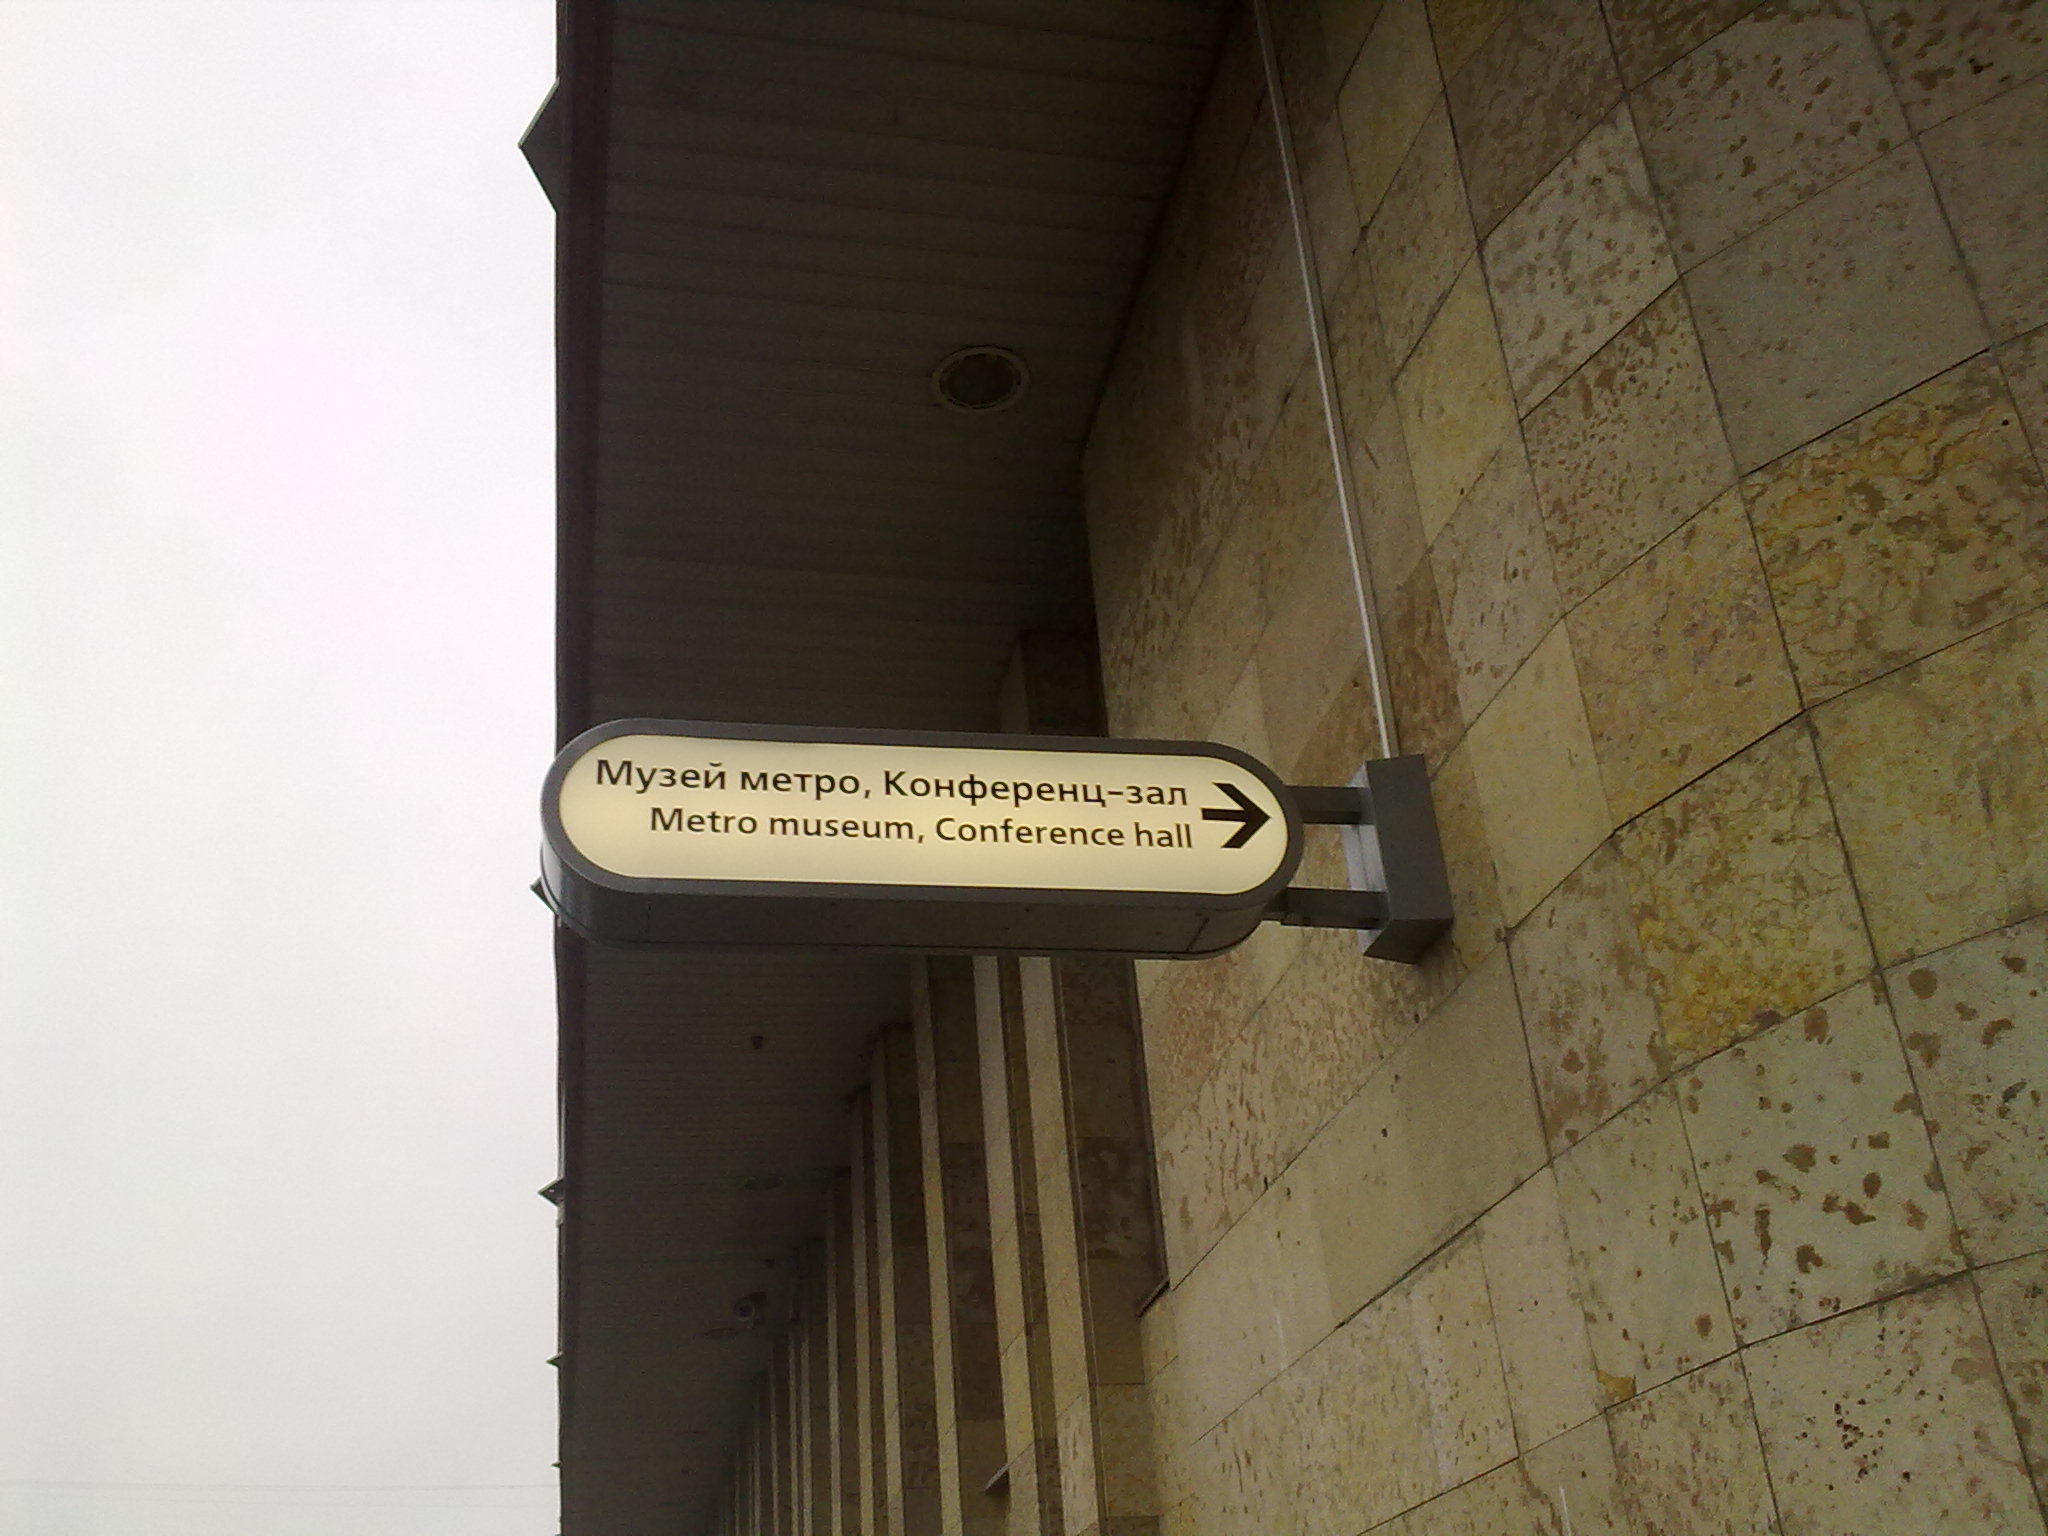 Музей метро, Конференц-зал
Metro museum, Conference hall